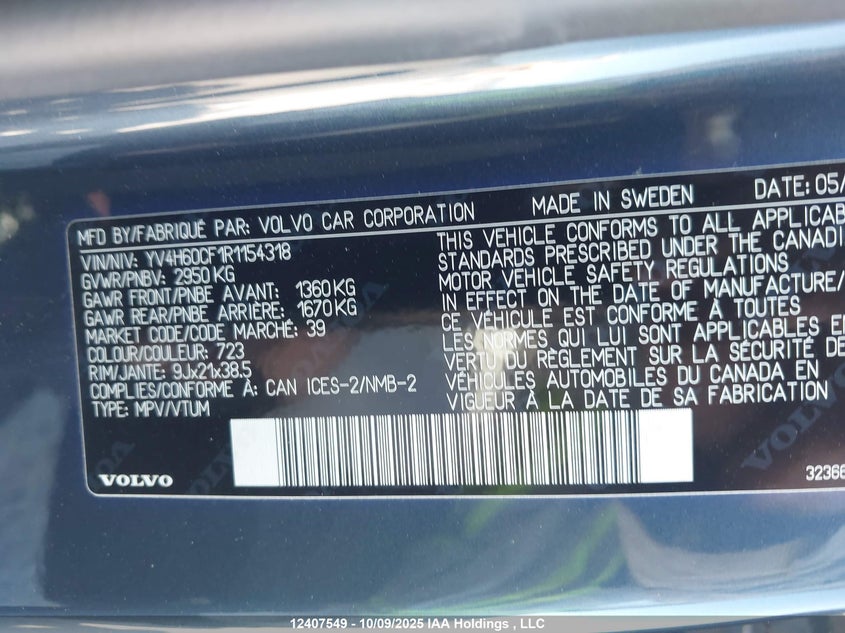 MFD BY/FABRIQUÉ PAR: VOLVO CAR CORPORATION MADE IN SWEDEN DATE: 05/
VIN/NIV: YV4H60CF1R1154318
GVWR/PNBV: 2950 KG
GAWR FRONT/PNBE AVANT: 1360 KG
GAWR REAR/PNBE ARRIÈRE: 1670 KG
MARKET CODE/CODE MARCHÉ: 39
COLOUR/COULEUR: 723
RIM/JANTE: 9Jx21x38.5
COMPLIES/CONFORME À: CAN ICES-2/NMB-2
TYPE: MPV/VTUM
THIS VEHICLE CONFORMS TO ALL APPLICAB
STANDARDS PRESCRIBED UNDER THE CANADI
MOTOR VEHICLE SAFETY REGULATIONS
IN EFFECT ON THE DATE OF MANUFACTURE/
CE VÉHICULE EST CONFORME À TOUTES
LES NORMES QUI LUI SONT APPLICABLES E
VERTU DU RÈGLEMENT SUR LA SÉCURITÉ DE
VÉHICULES AUTOMOBILES DU CANADA EN
VIGUEUR À LA DATE DE SA FABRICATION
VOLVO
32366
12407549 - 10/09/2025 IAA Holdings , LLC